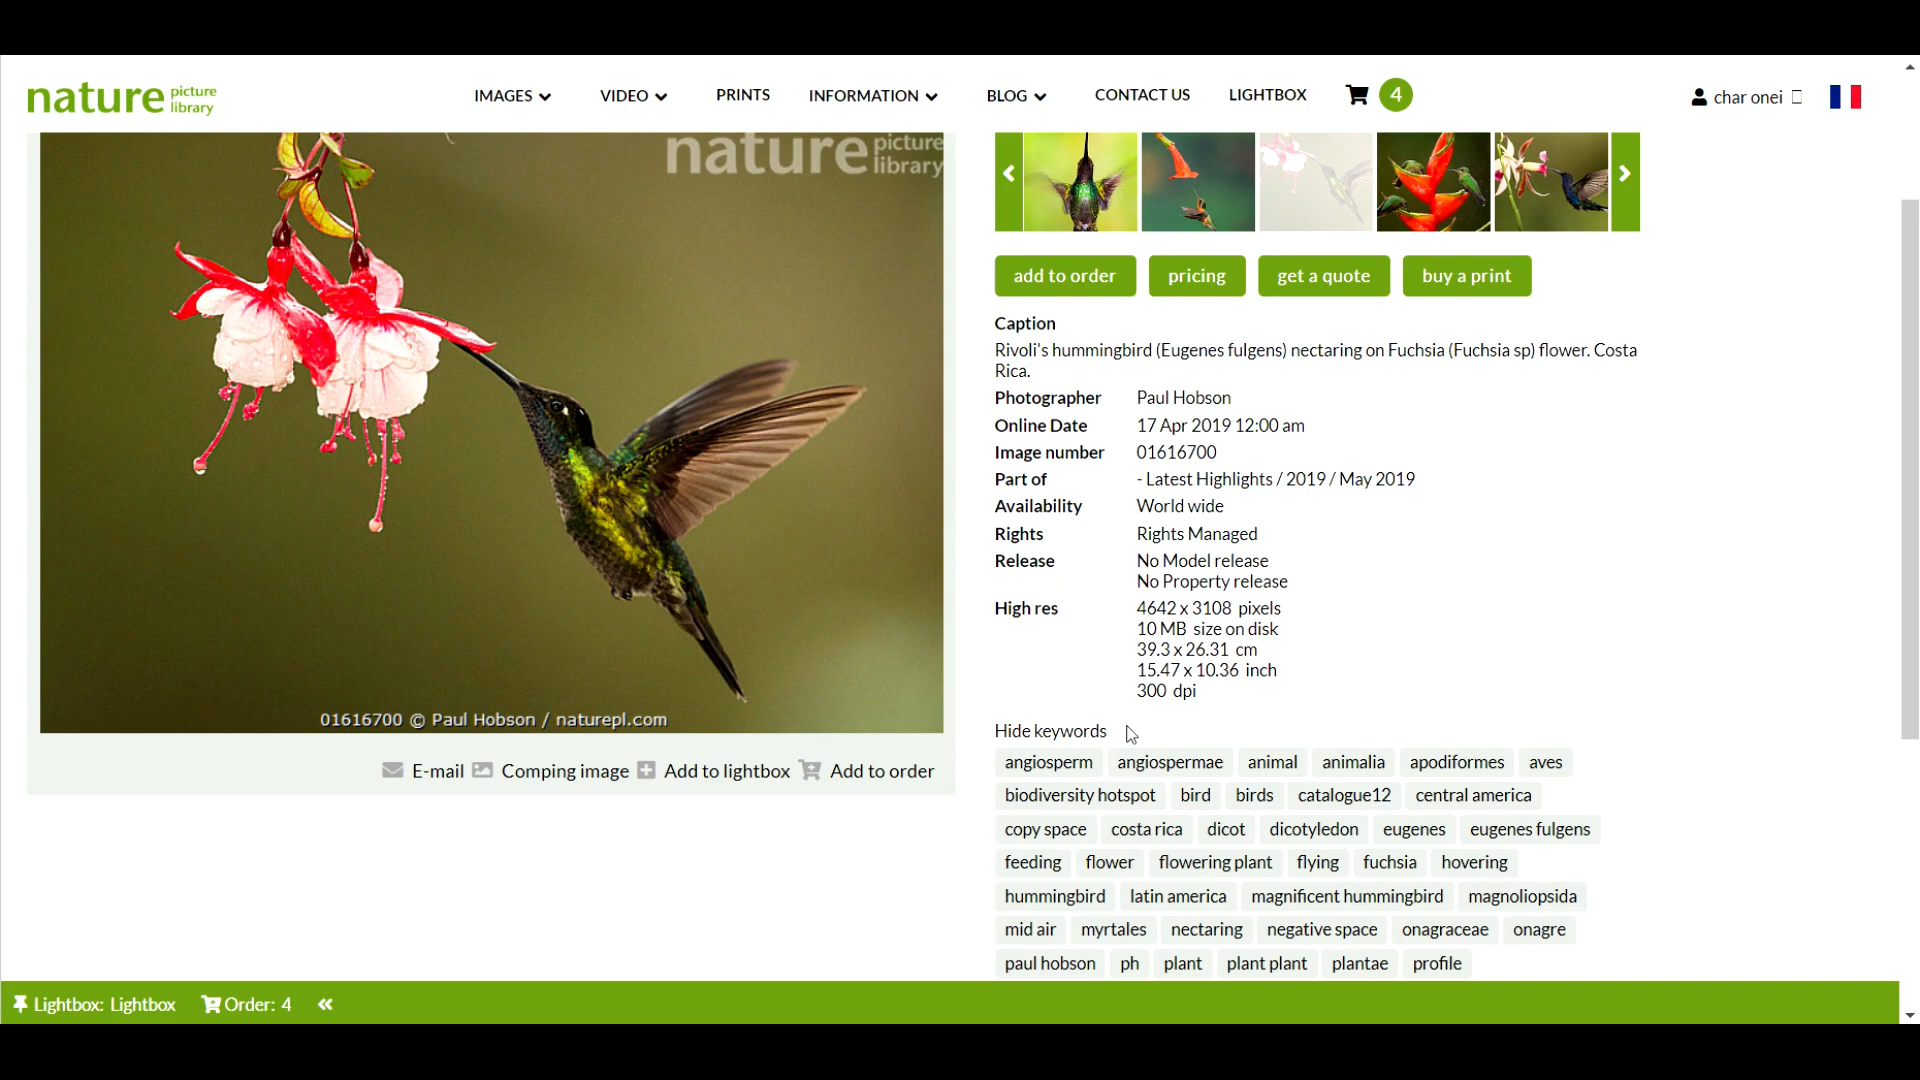 nature picture library
IMAGES
VIDEO
PRINTS
INFORMATION
BLOG
CONTACT US
LIGHTBOX
4
char onei
nature picture library
add to order
pricing
get a quote
buy a print
Caption
Rivoli's hummingbird (Eugenes fulgens) nectaring on Fuchsia (Fuchsia sp) flower. Costa
Rica.
Photographer Paul Hobson
Online Date 17 Apr 2019 12:00 am
Image number 01616700
Part of - Latest Highlights / 2019 / May 2019
Availability World wide
Rights Rights Managed
Release No Model release
No Property release
High res 4642 x 3108 pixels
10 MB size on disk
39.3 x 26.31 cm
15.47 x 10.36 inch
300 dpi
01616700 © Paul Hobson / naturepl.com
E-mail Comping image Add to lightbox Add to order
Hide keywords
angiosperm angiospermae animal animalia apodiformes aves
biodiversity hotspot bird birds catalogue12 central america
copy space costa rica dicot dicotyledon eugenes eugenes fulgens
feeding flower flowering plant flying fuchsia hovering
hummingbird latin america magnificent hummingbird magnoliopsida
mid air myrtales nectaring negative space onagraceae onagre
paul hobson ph plant plant plant plantae profile
Lightbox: Lightbox Order: 4 «